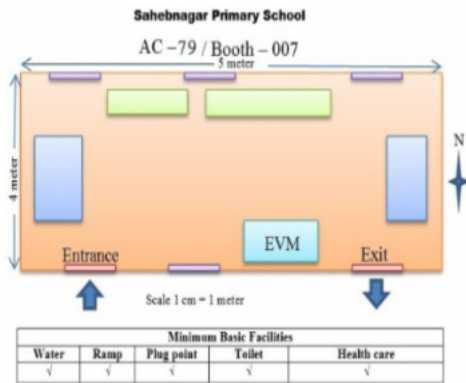 Sahebnagar Primary School
AC – 79 / Booth – 007
5 meter
4 meter
N
EVM
Entrance
Exit
Scale 1 cm = 1 meter
Minimum Basic Facilities
Water Ramp Plug point Toilet Health care
√ √ √ √ √